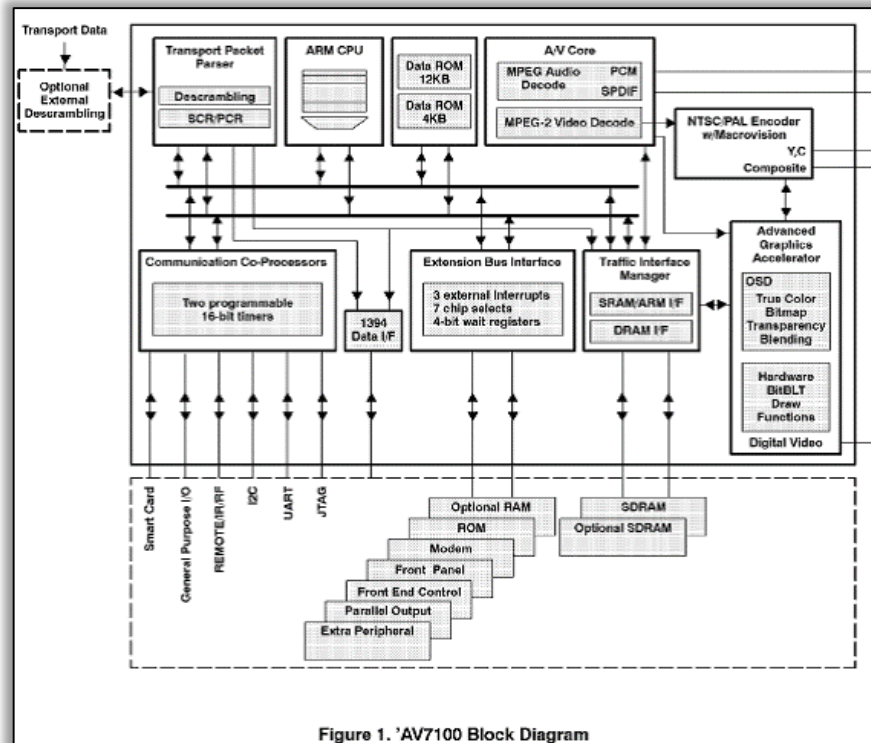 Transport Data
Optional
External
Descrambling
Transport Packet
Parser
Descrambling
SCR/PCR
ARM CPU
Data ROM
12KB
Data ROM
4KB
A/V Core
MPEG Audio
Decode
PCM
SPDIF
MPEG-2 Video Decode
NTSC/PAL Encoder
w/Macrovision
Y,C
Composite
Communication Co-Processors
Two programmable
16-bit timers
1394
Data I/F
Extension Bus Interface
3 external Interrupts
7 chip selects
4-bit wait registers
Traffic Interface
Manager
SRAM/ARM I/F
DRAM I/F
Advanced
Graphics
Accelerator
OSD
True Color
Bitmap
Transparency
Blending
Hardware
BitBLT
Draw
Functions
Digital Video
Smart Card
General Purpose I/O
REMOTE/IR/RF
I2C
UART
JTAG
Optional RAM
ROM
Modem
Front Panel
Front End Control
Parallel Output
Extra Peripheral
SDRAM
Optional SDRAM
Figure 1. 'AV7100 Block Diagram